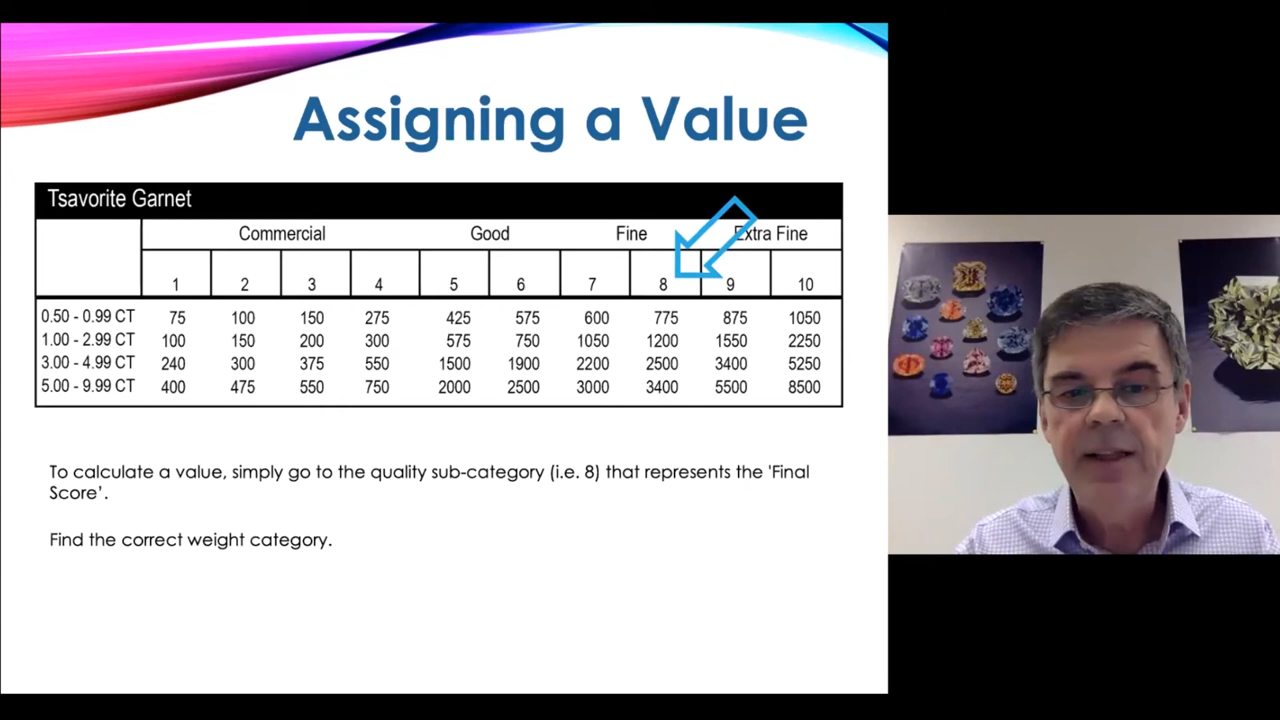 Assigning a Value
Tsavorite Garnet
Commercial Good Fine Extra Fine
1 2 3 4 5 6 7 8 9 10
0.50 - 0.99 CT 75 100 150 275 425 575 600 775 875 1050
1.00 - 2.99 CT 100 150 200 300 575 750 1050 1200 1550 2250
3.00 - 4.99 CT 240 300 375 550 1500 1900 2200 2500 3400 5250
5.00 - 9.99 CT 400 475 550 750 2000 2500 3000 3400 5500 8500
To calculate a value, simply go to the quality sub-category (i.e. 8) that represents the 'Final
Score'.
Find the correct weight category.